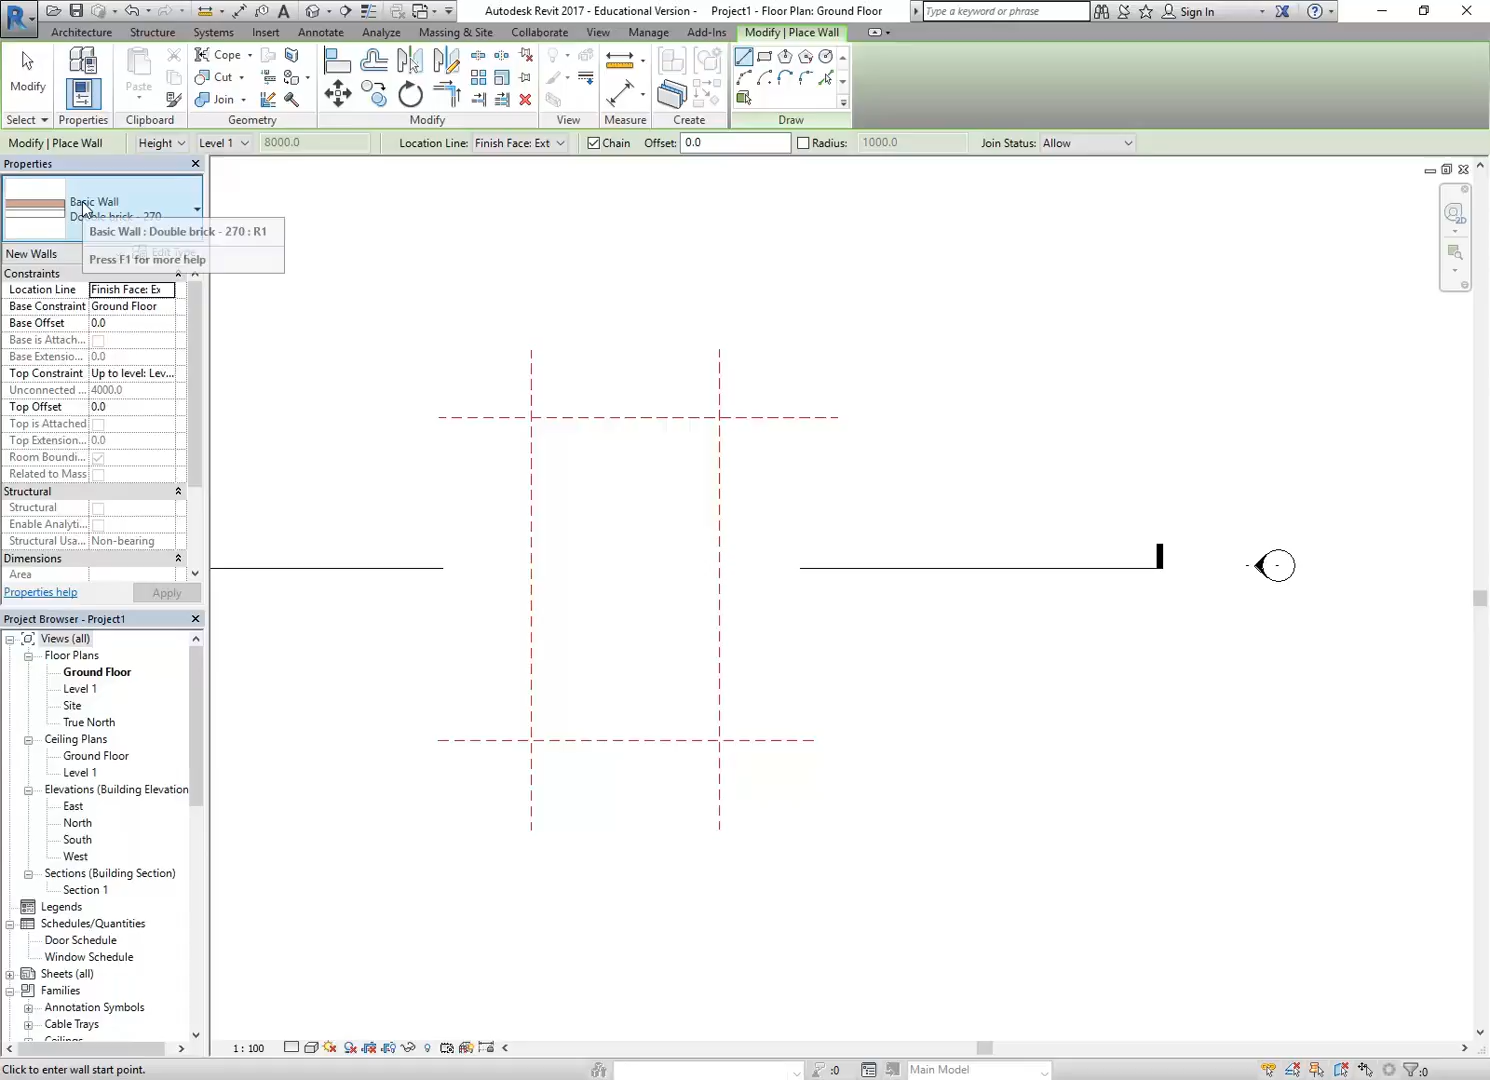 Autodesk Revit 2017 - Educational Version - Project1 - Floor Plan: Ground Floor
Type a keyword or phrase
Sign In
Architecture Structure Systems Insert Annotate Analyze Massing & Site Collaborate View Manage Add-Ins Modify | Place Wall
Modify
Paste
Cope
Cut
Join
Select Properties Clipboard Geometry Modify View Measure Create Draw
Modify | Place Wall Height Level 1 8000.0 Location Line: Finish Face: Ext Chain Offset: 0.0 Radius: 1000.0 Join Status: Allow
Properties
Basic Wall
Double brick - 270
Basic Wall : Double brick - 270 : R1
Press F1 for more help
New Walls
Edit Type
Constraints
Location Line Finish Face: Ex
Base Constraint Ground Floor
Base Offset 0.0
Base is Attach...
Base Extensio... 0.0
Top Constraint Up to level: Lev...
Unconnected ... 4000.0
Top Offset 0.0
Top is Attached
Top Extension... 0.0
Room Boundi...
Related to Mass
Structural
Structural
Enable Analyti...
Structural Usa... Non-bearing
Dimensions
Area
Properties help Apply
Project Browser - Project1
Views (all)
Floor Plans
Ground Floor
Level 1
Site
True North
Ceiling Plans
Ground Floor
Level 1
Elevations (Building Elevation
East
North
South
West
Sections (Building Section)
Section 1
Legends
Schedules/Quantities
Door Schedule
Window Schedule
Sheets (all)
Families
Annotation Symbols
Cable Trays
Ceilings
1 : 100
Click to enter wall start point.
:0
Main Model
:0